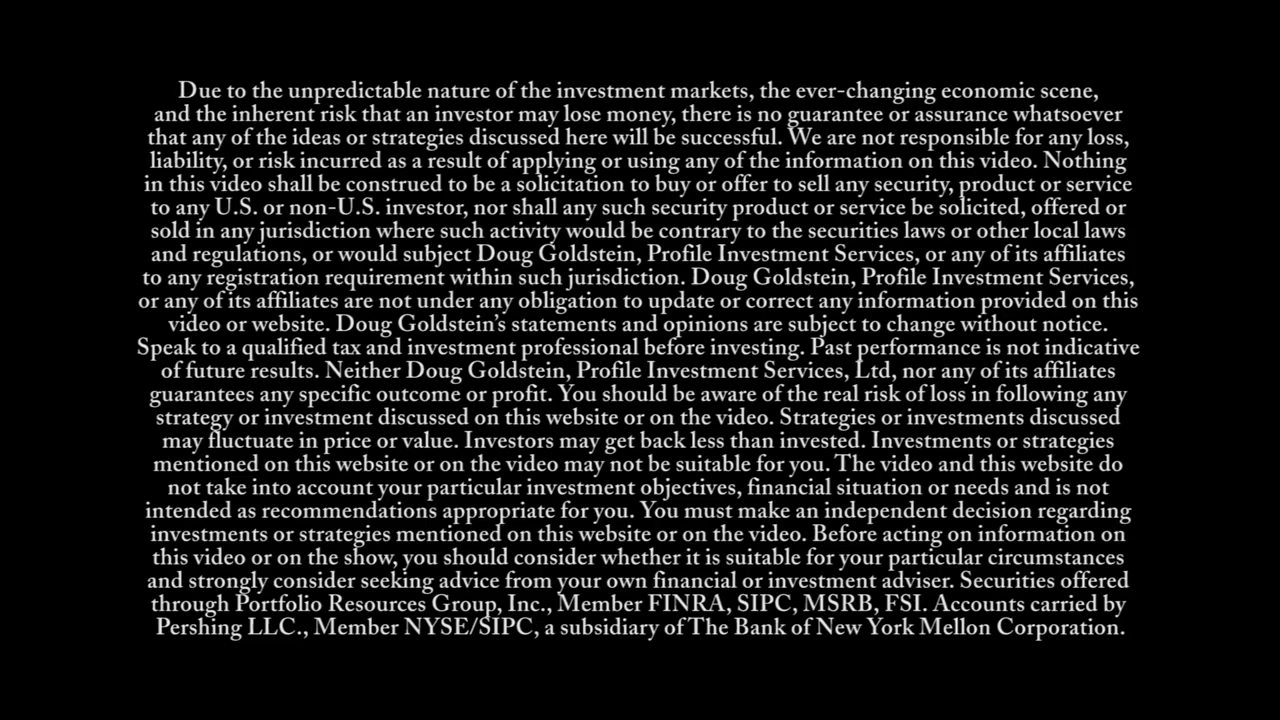 Due to the unpredictable nature of the investment markets, the ever-changing economic scene,
and the inherent risk that an investor may lose money, there is no guarantee or assurance whatsoever
that any of the ideas or strategies discussed here will be successful. We are not responsible for any loss,
liability, or risk incurred as a result of applying or using any of the information on this video. Nothing
in this video shall be construed to be a solicitation to buy or offer to sell any security, product or service
to any U.S. or non-U.S. investor, nor shall any such security product or service be solicited, offered or
sold in any jurisdiction where such activity would be contrary to the securities laws or other local laws
and regulations, or would subject Doug Goldstein, Profile Investment Services, or any of its affiliates
to any registration requirement within such jurisdiction. Doug Goldstein, Profile Investment Services,
or any of its affiliates are not under any obligation to update or correct any information provided on this
video or website. Doug Goldstein’s statements and opinions are subject to change without notice.
Speak to a qualified tax and investment professional before investing. Past performance is not indicative
of future results. Neither Doug Goldstein, Profile Investment Services, Ltd, nor any of its affiliates
guarantees any specific outcome or profit. You should be aware of the real risk of loss in following any
strategy or investment discussed on this website or on the video. Strategies or investments discussed
may fluctuate in price or value. Investors may get back less than invested. Investments or strategies
mentioned on this website or on the video may not be suitable for you. The video and this website do
not take into account your particular investment objectives, financial situation or needs and is not
intended as recommendations appropriate for you. You must make an independent decision regarding
investments or strategies mentioned on this website or on the video. Before acting on information on
this video or on the show, you should consider whether it is suitable for your particular circumstances
and strongly consider seeking advice from your own financial or investment adviser. Securities offered
through Portfolio Resources Group, Inc., Member FINRA, SIPC, MSRB, FSI. Accounts carried by
Pershing LLC., Member NYSE/SIPC, a subsidiary of The Bank of New York Mellon Corporation.